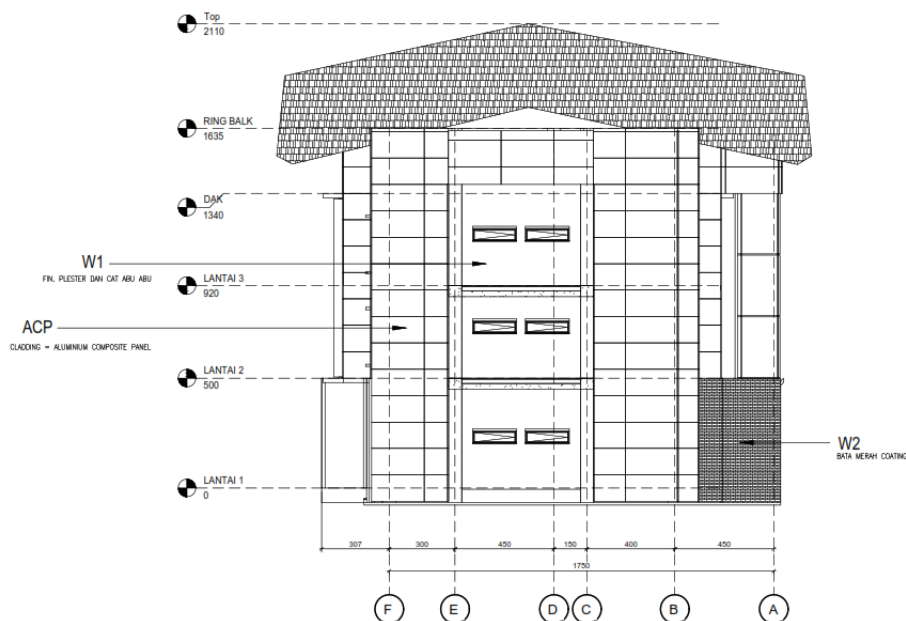 Top
2110
RING BALK
1635
DAK
1340
W1
FIN. PLESTER DAN CAT ABU ABU
LANTAI 3
920
ACP
CLADDING = ALUMINIUM COMPOSITE PANEL
LANTAI 2
500
W2
BATA MERAH COATING
LANTAI 1
0
307 300 450 150 400 450
1750
F E D C B A